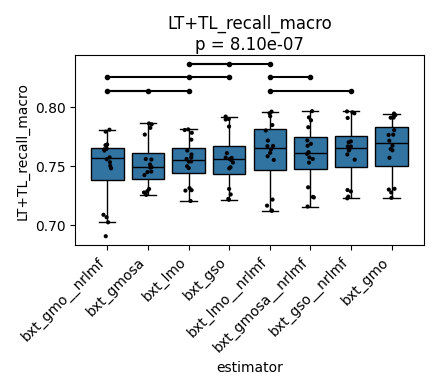 LT+TL_recall_macro
p = 8.10e-07
LT+TL_recall_macro
0.80
0.75
0.70
bxt_gmo__nrlmf
bxt_gmosa
bxt_lmo
bxt_gso
bxt_lmo__nrlmf
bxt_gmosa__nrlmf
bxt_gso__nrlmf
bxt_gmo
estimator